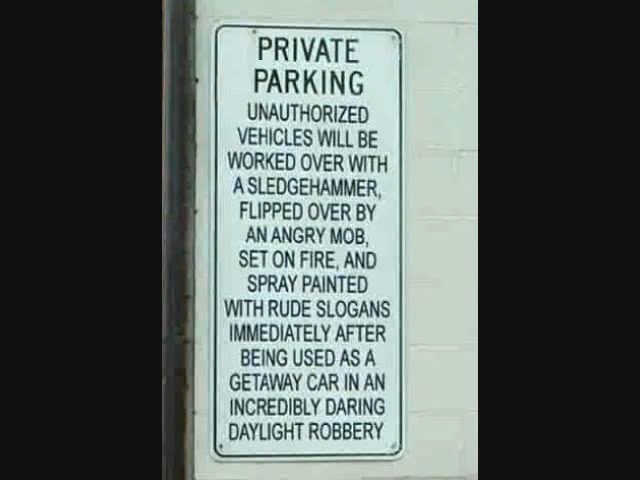 PRIVATE
PARKING
UNAUTHORIZED
VEHICLES WILL BE
WORKED OVER WITH
A SLEDGEHAMMER,
FLIPPED OVER BY
AN ANGRY MOB,
SET ON FIRE, AND
SPRAY PAINTED
WITH RUDE SLOGANS
IMMEDIATELY AFTER
BEING USED AS A
GETAWAY CAR IN AN
INCREDIBLY DARING
DAYLIGHT ROBBERY